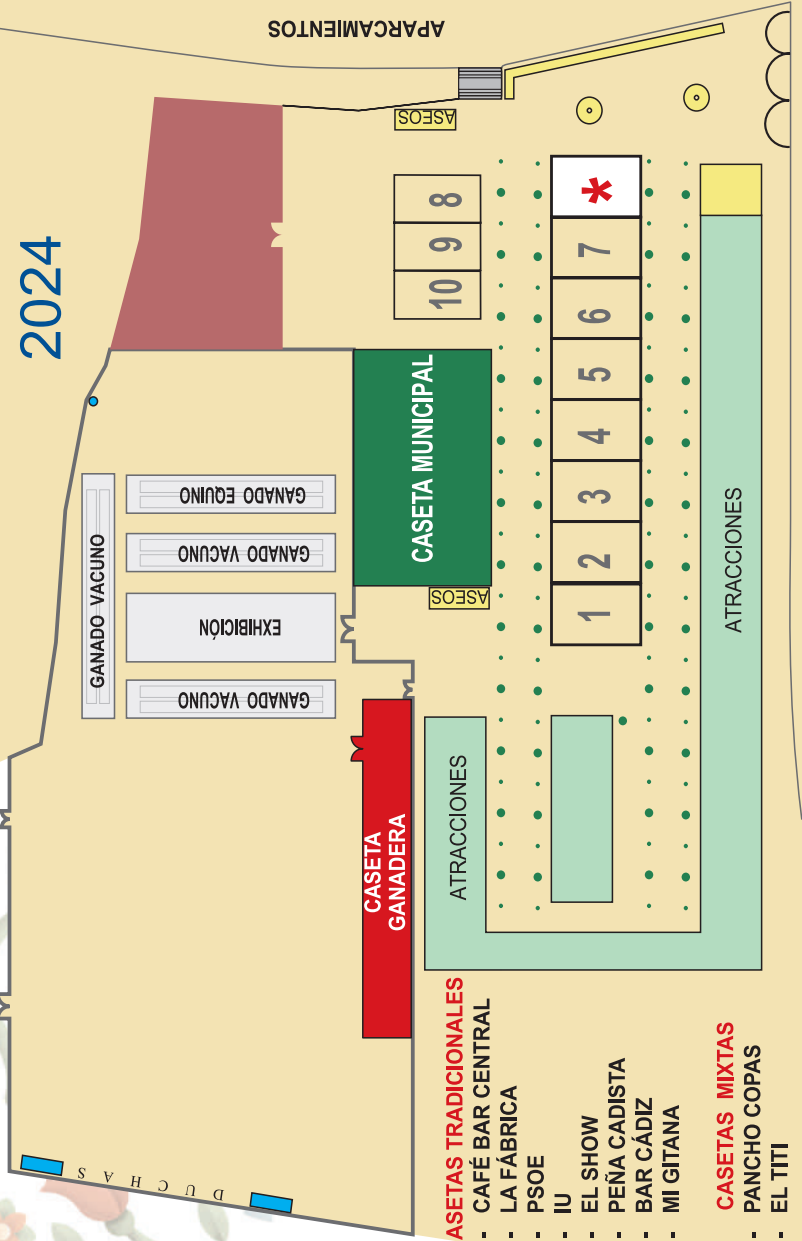 2024
DUCHAS
GANADO VACUNO
GANADO VACUNO
EXHIBICIÓN
GANADO VACUNO
GANADO EQUINO
APARCAMIENTOS
CASETA
GANADERA
CASETA MUNICIPAL
ASEOS
ASEOS
10 9 8
ATRACCIONES
1 2 3 4 5 6 7 *
ATRACCIONES
ASETAS TRADICIONALES
- CAFÉ BAR CENTRAL
- LA FÁBRICA
- PSOE
- IU
- EL SHOW
- PEÑA CADISTA
- BAR CÁDIZ
- MI GITANA
CASETAS MIXTAS
- PANCHO COPAS
- EL TITI